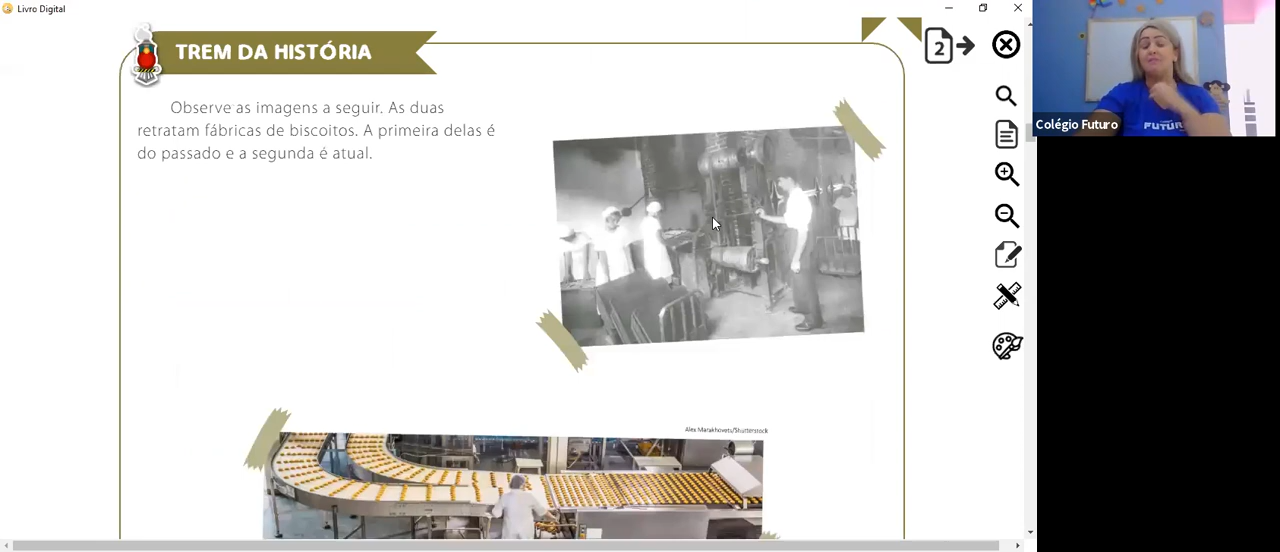 Livro Digital
TREM DA HISTÓRIA
Observe as imagens a seguir. As duas
retratam fábricas de biscoitos. A primeira delas é
do passado e a segunda é atual.
2
Alex Marakhovets/Shutterstock
Colégio Futuro
FUTURO